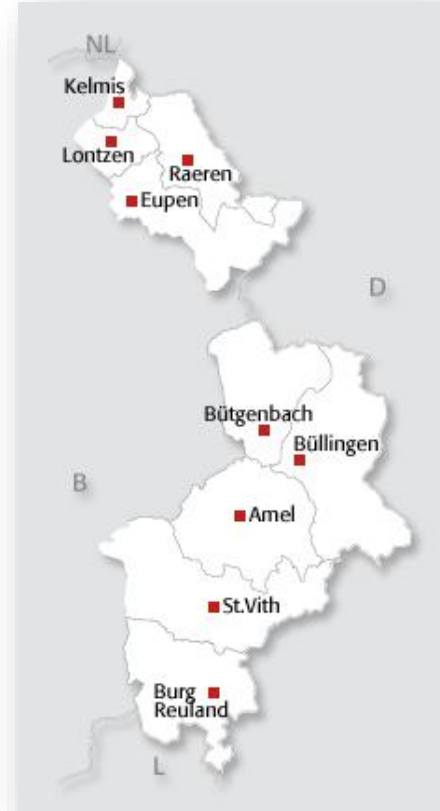 NL
Kelmis
Lontzen
Raeren
Eupen
D
Bütgenbach
Büllingen
B
Amel
St.Vith
Burg
Reuland
L